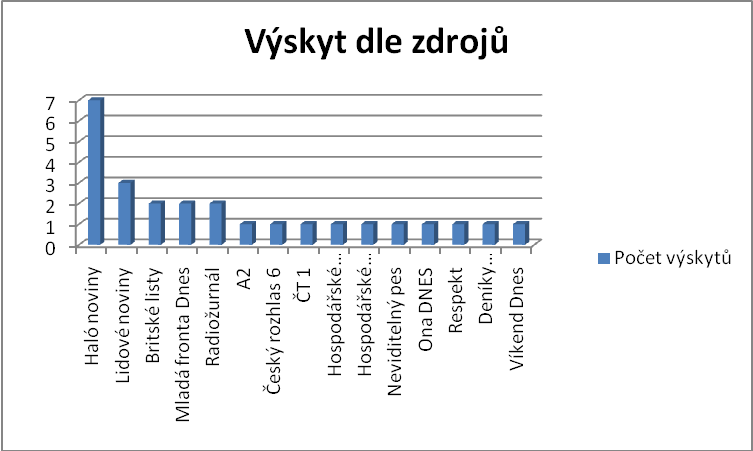 Výskyt dle zdrojů
7
6
5
4
3
2
1
0
Haló noviny
Lidové noviny
Britské listy
Mladá fronta Dnes
Radiožurnál
A2
Český rozhlas 6
ČT 1
Hospodářské...
Hospodářské...
Neviditelný pes
Ona DNES
Respekt
Deníky...
Víkend Dnes
Počet výskytů